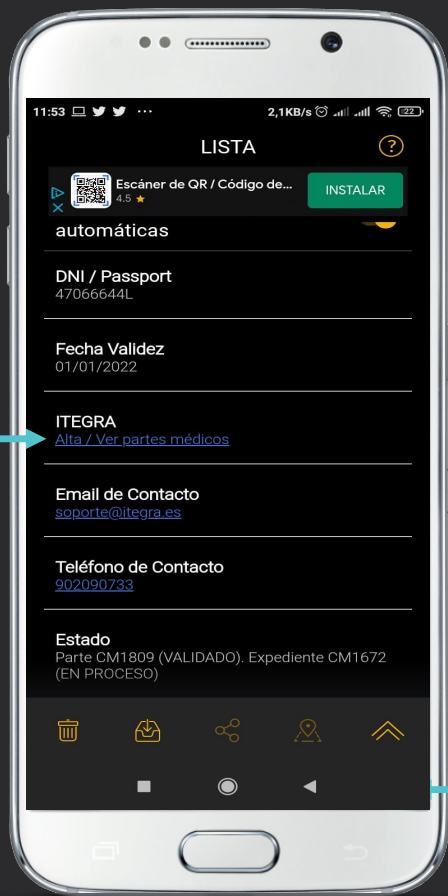 11:53 ... 2,1KB/s 22
LISTA ?
Escáner de QR / Código de...
4.5 ★
INSTALAR
automáticas
DNI / Passport
47066644L
Fecha Validez
01/01/2022
ITEGRA
Alta / Ver partes médicos
Email de Contacto
soporte@itegra.es
Teléfono de Contacto
902090733
Estado
Parte CM1809 (VALIDADO). Expediente CM1672
(EN PROCESO)